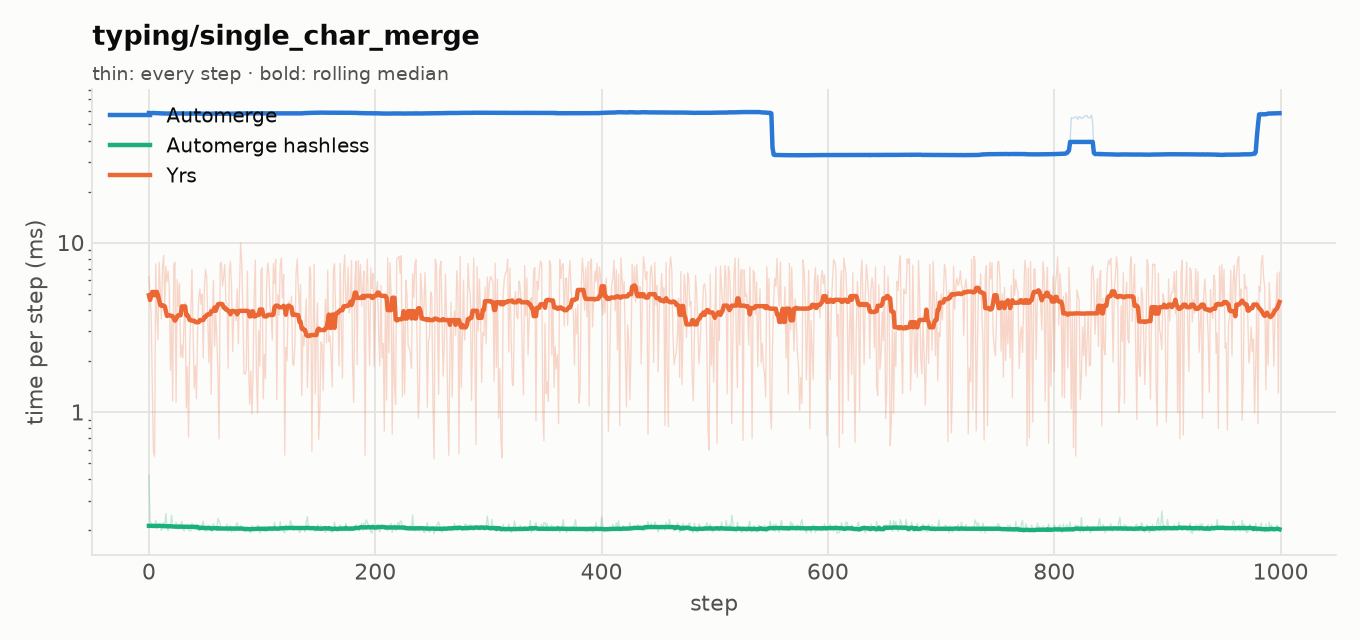 typing/single_char_merge
thin: every step · bold: rolling median
Automerge
Automerge hashless
Yrs
time per step (ms)
10
1
0 200 400 600 800 1000
step